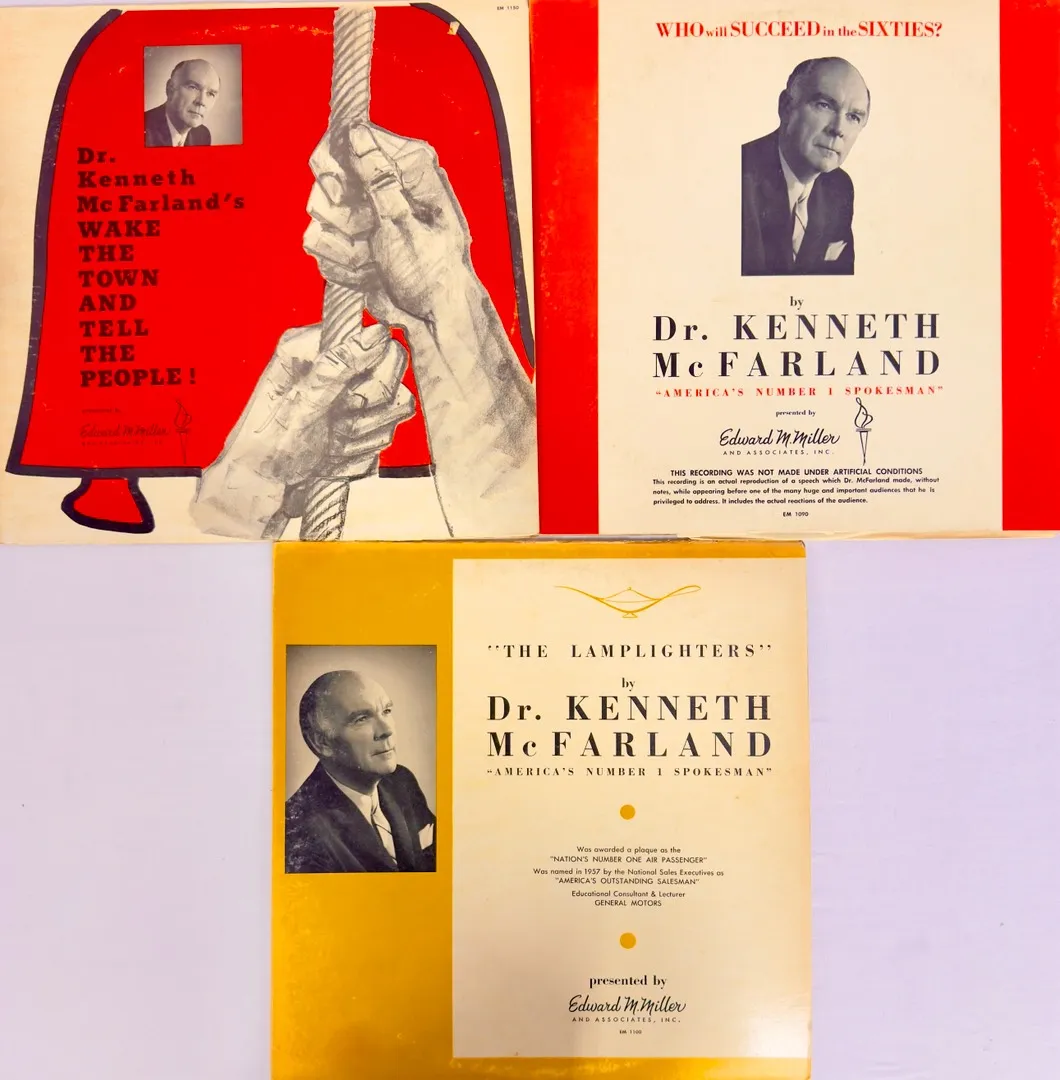 EM 1150
Dr.
Kenneth
McFarland's
WAKE
THE
TOWN
AND
TELL
THE
PEOPLE!
Edward M. Miller
WHO will SUCCEED in the SIXTIES?
by
Dr. KENNETH
McFARLAND
"AMERICA'S NUMBER 1 SPOKESMAN"
presented by
Edward M. Miller
AND ASSOCIATES, INC.
THIS RECORDING WAS NOT MADE UNDER ARTIFICIAL CONDITIONS
This recording is an actual reproduction of a speech which Dr. McFarland made, without
notes, while appearing before one of the many huge and important audiences that he is
privileged to address. It includes the actual reactions of the audience.
EM 1090
"THE LAMPLIGHTERS"
by
Dr. KENNETH
McFARLAND
"AMERICA'S NUMBER 1 SPOKESMAN"
Was awarded a plaque as the
"NATION'S NUMBER ONE AIR PASSENGER"
Was named in 1957 by the National Sales Executives as
"AMERICA'S OUTSTANDING SALESMAN"
Educational Consultant & Lecturer
GENERAL MOTORS
presented by
Edward M. Miller
AND ASSOCIATES, INC.
EM 1100